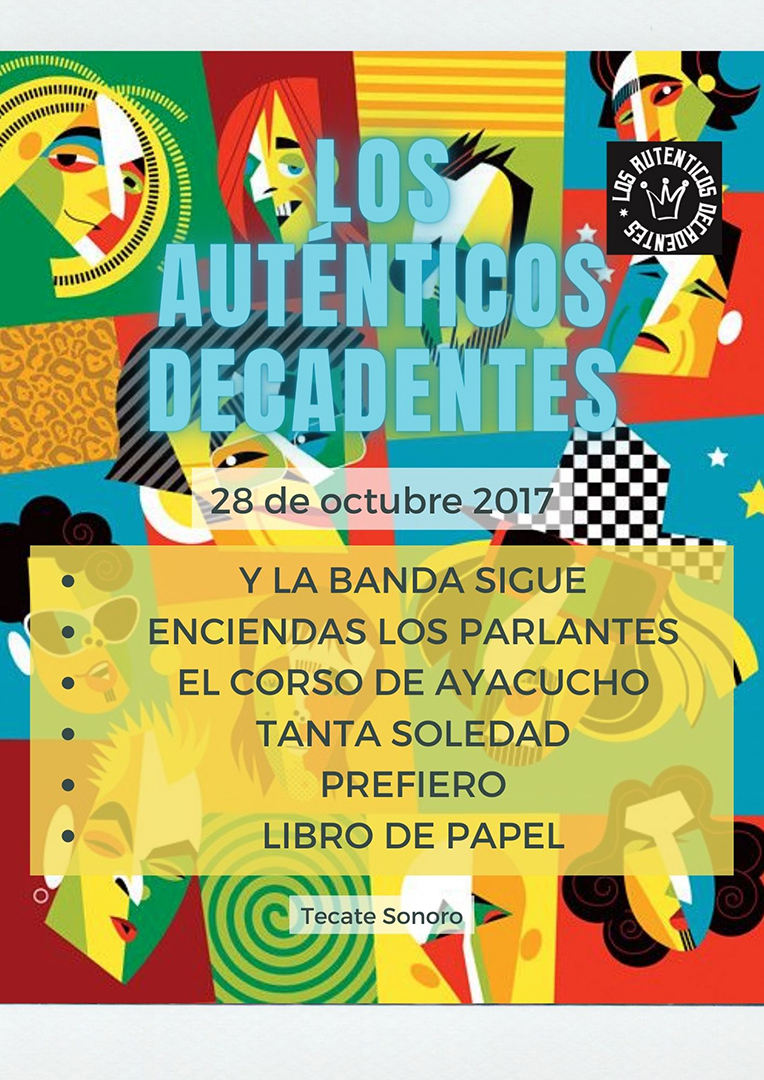 LOS
AUTÉNTICOS
DECADENTES
LOS AUTENTICOS DECADENTES
28 de octubre 2017
• Y LA BANDA SIGUE
• ENCIENDAS LOS PARLANTES
• EL CORSO DE AYACUCHO
• TANTA SOLEDAD
• PREFIERO
• LIBRO DE PAPEL
Tecate Sonoro